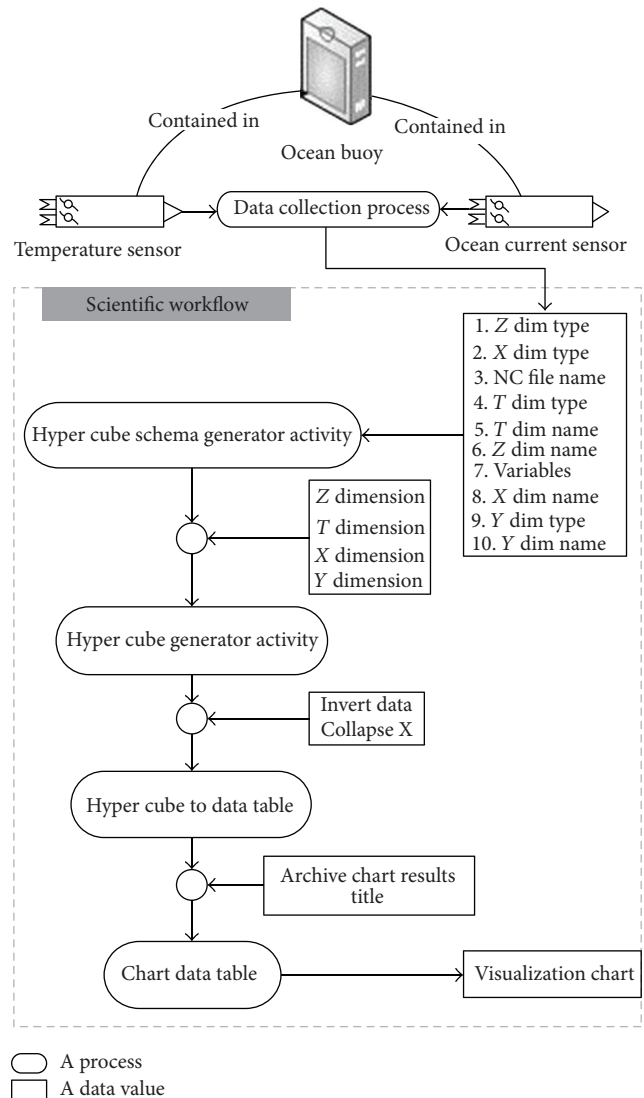 Contained in
Contained in
Ocean buoy
Data collection process
Temperature sensor
Ocean current sensor
Scientific workflow
1. Z dim type
2. X dim type
3. NC file name
4. T dim type
5. T dim name
6. Z dim name
7. Variables
8. X dim name
9. Y dim type
10. Y dim name
Hyper cube schema generator activity
Z dimension
T dimension
X dimension
Y dimension
Hyper cube generator activity
Invert data
Collapse X
Hyper cube to data table
Archive chart results
title
Chart data table
Visualization chart
A process
A data value